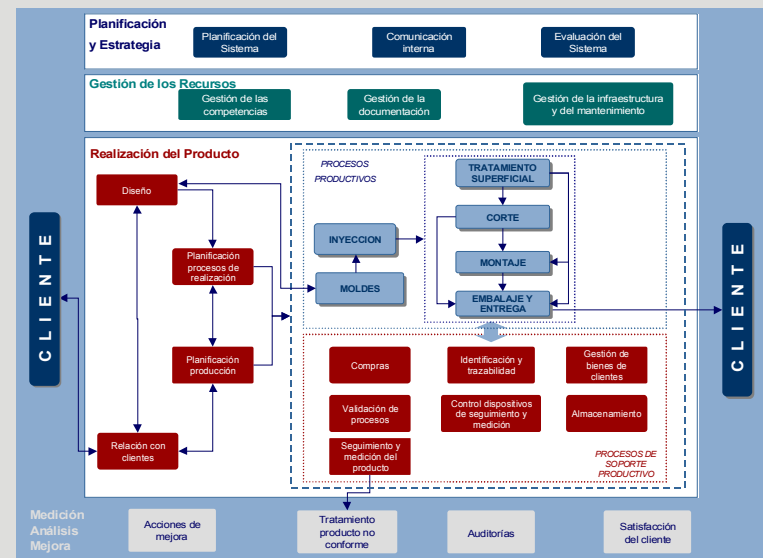 Planificación
y Estrategia
Planificación del
Sistema
Comunicación
interna
Evaluación del
Sistema
Gestión de los Recursos
Gestión de las
competencias
Gestión de la
documentación
Gestión de la infraestructura
y del mantenimiento
Realización del Producto
PROCESOS
PRODUCTIVOS
TRATAMIENTO
SUPERFICIAL
Diseño
CORTE
CLIENTE
INYECCION
Planificación
procesos de
realización
MONTAJE
MOLDES
EMBALAJE Y
ENTREGA
CLIENTE
Planificación
producción
Compras
Identificación y
trazabilidad
Gestión de
bienes de
clientes
Validación de
procesos
Control dispositivos
de seguimiento y
medición
Almacenamiento
Relación con
clientes
Seguimiento y
medición del
producto
PROCESOS DE
SOPORTE
PRODUCTIVO
Medición
Análisis
Mejora
Acciones de
mejora
Tratamiento
producto no
conforme
Auditorías
Satisfacción
del cliente